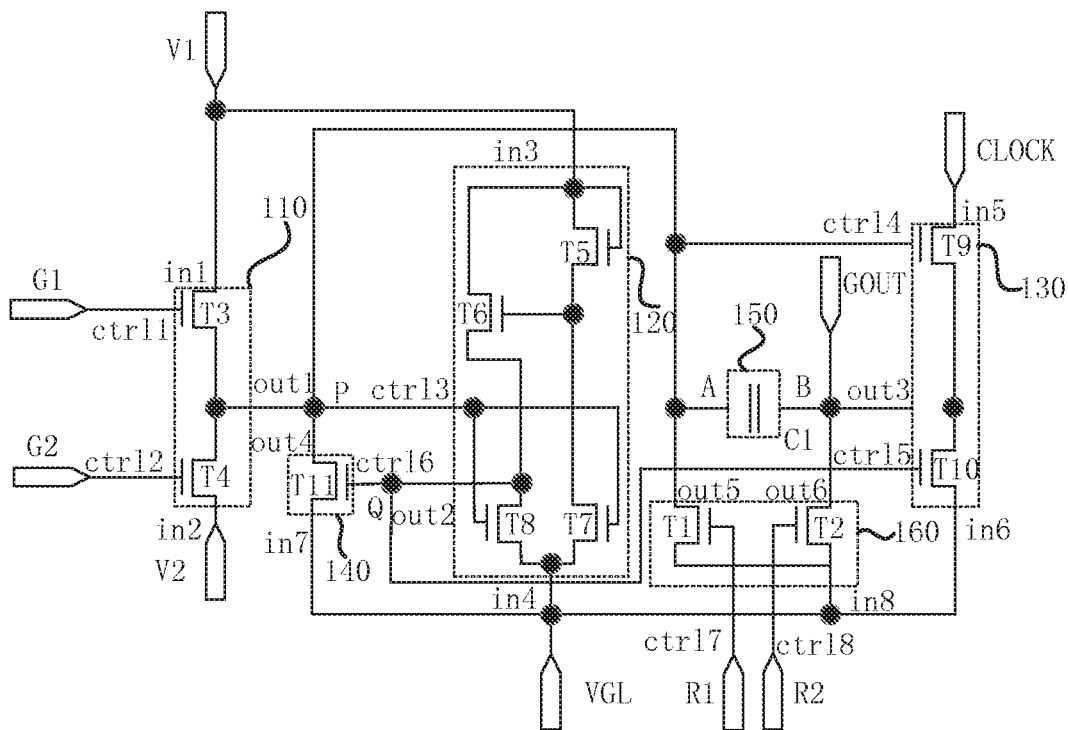 V1
in3
CLOCK
110
ctrl4
in5
T9
T5
in1
G1
GOUT
130
T3
T6
120
ctrl1
150
out1
P
ctrl3
A
B
out3
out4
C1
G2
ctrl2
ctrl6
ctrl5
T4
T11
T10
Q
out2
out5
out6
in2
T8
T7
T1
T2
160
in6
in7
V2
140
in4
in8
ctrl7
ctrl8
VGL
R1
R2